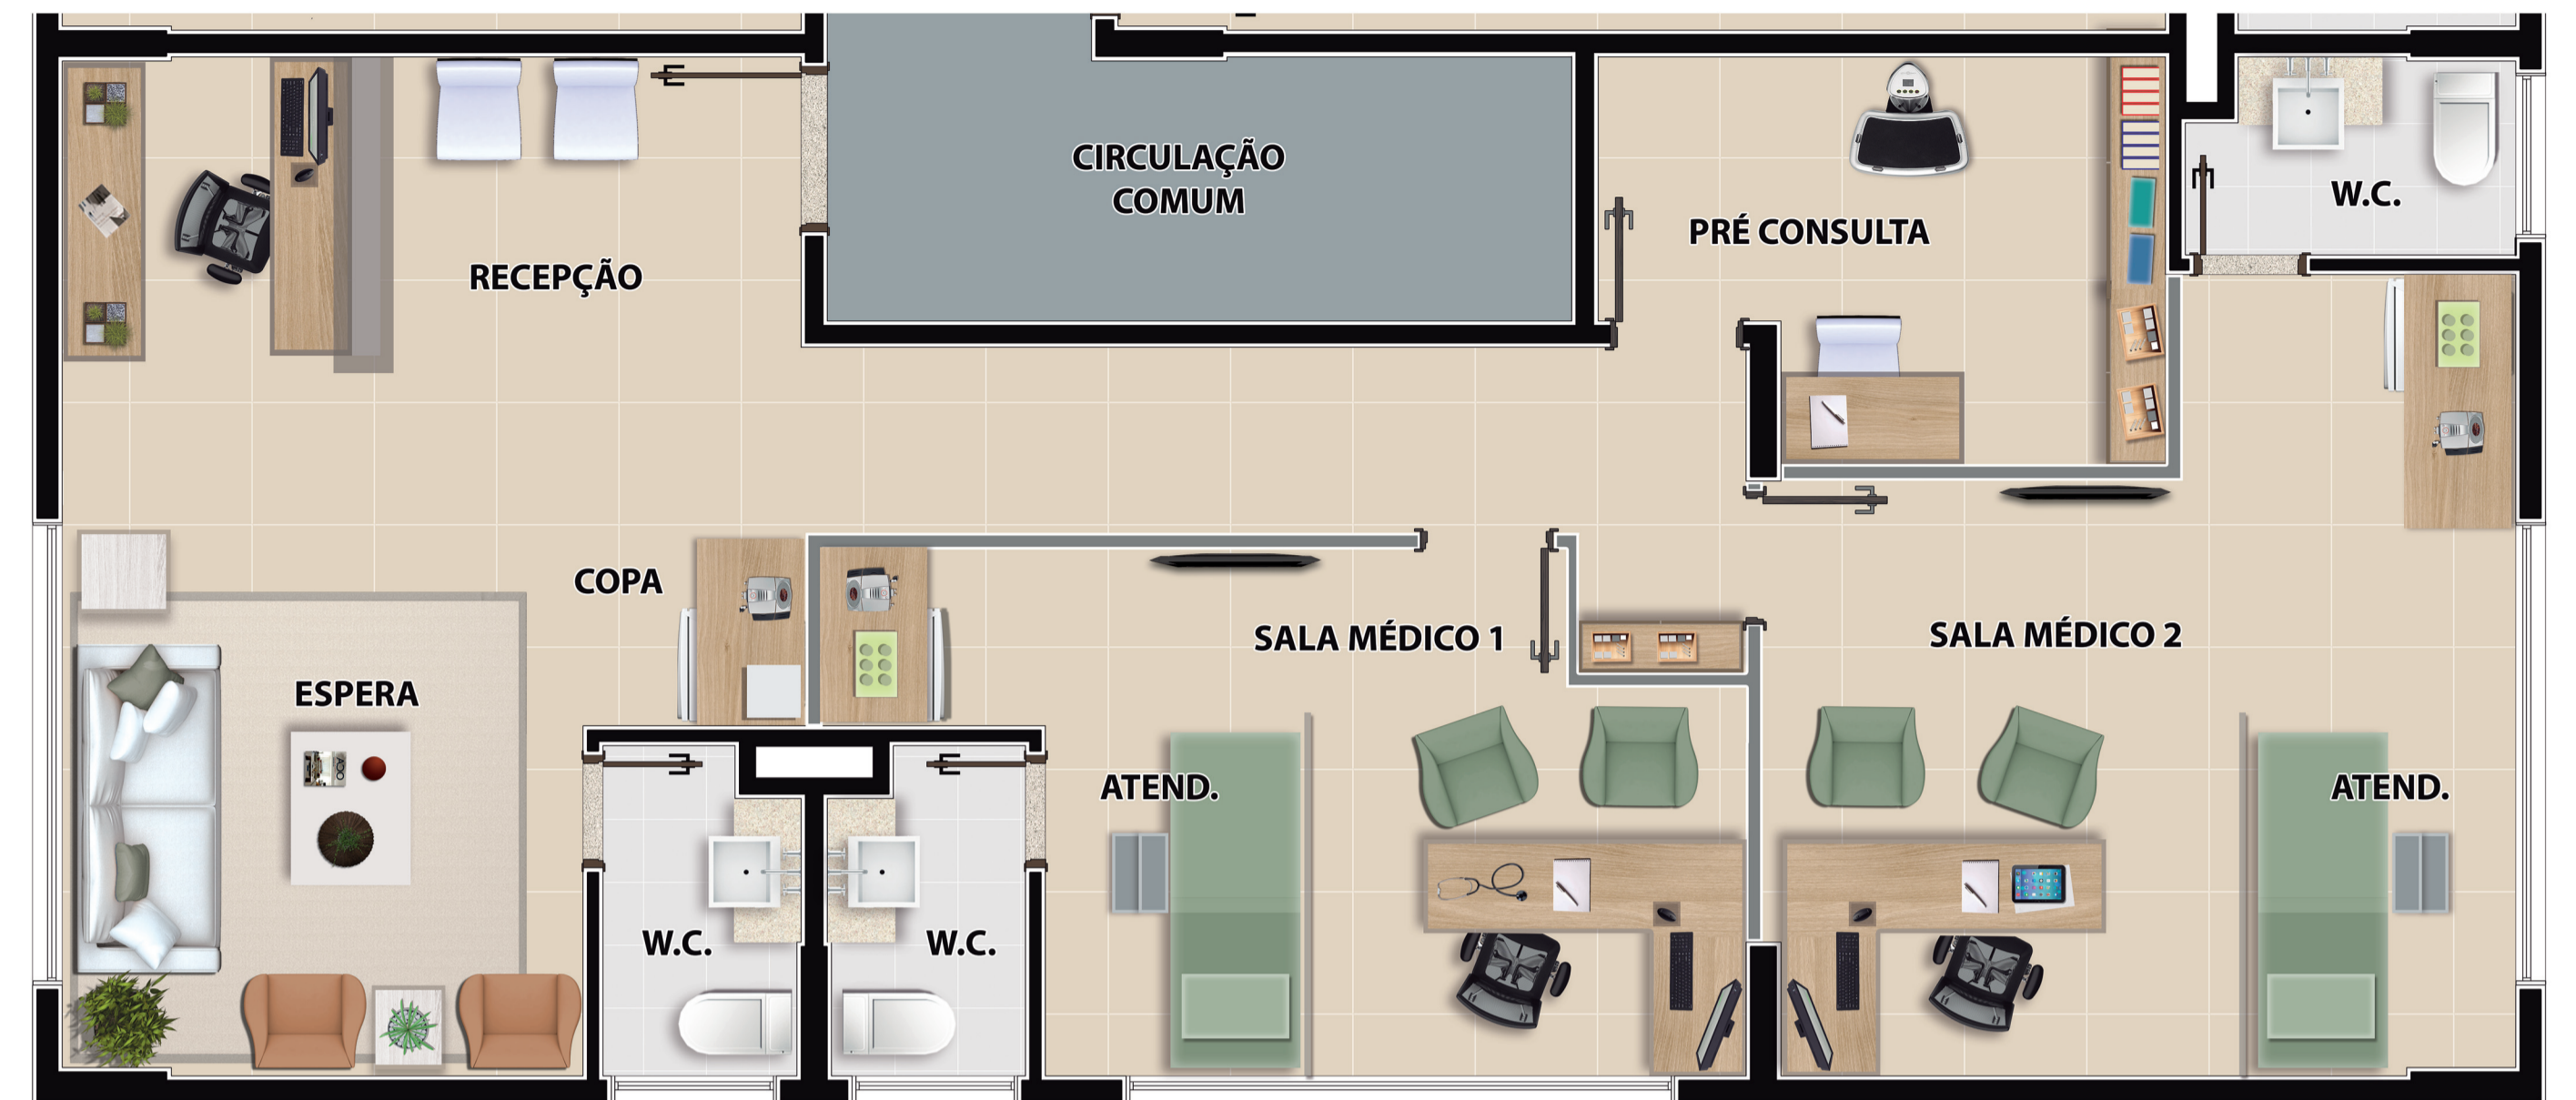 CIRCULAÇÃO
COMUM
W.C.
PRÉ CONSULTA
RECEPÇÃO
COPA
SALA MÉDICO 1
SALA MÉDICO 2
ESPERA
ATEND.
ATEND.
W.C.
W.C.